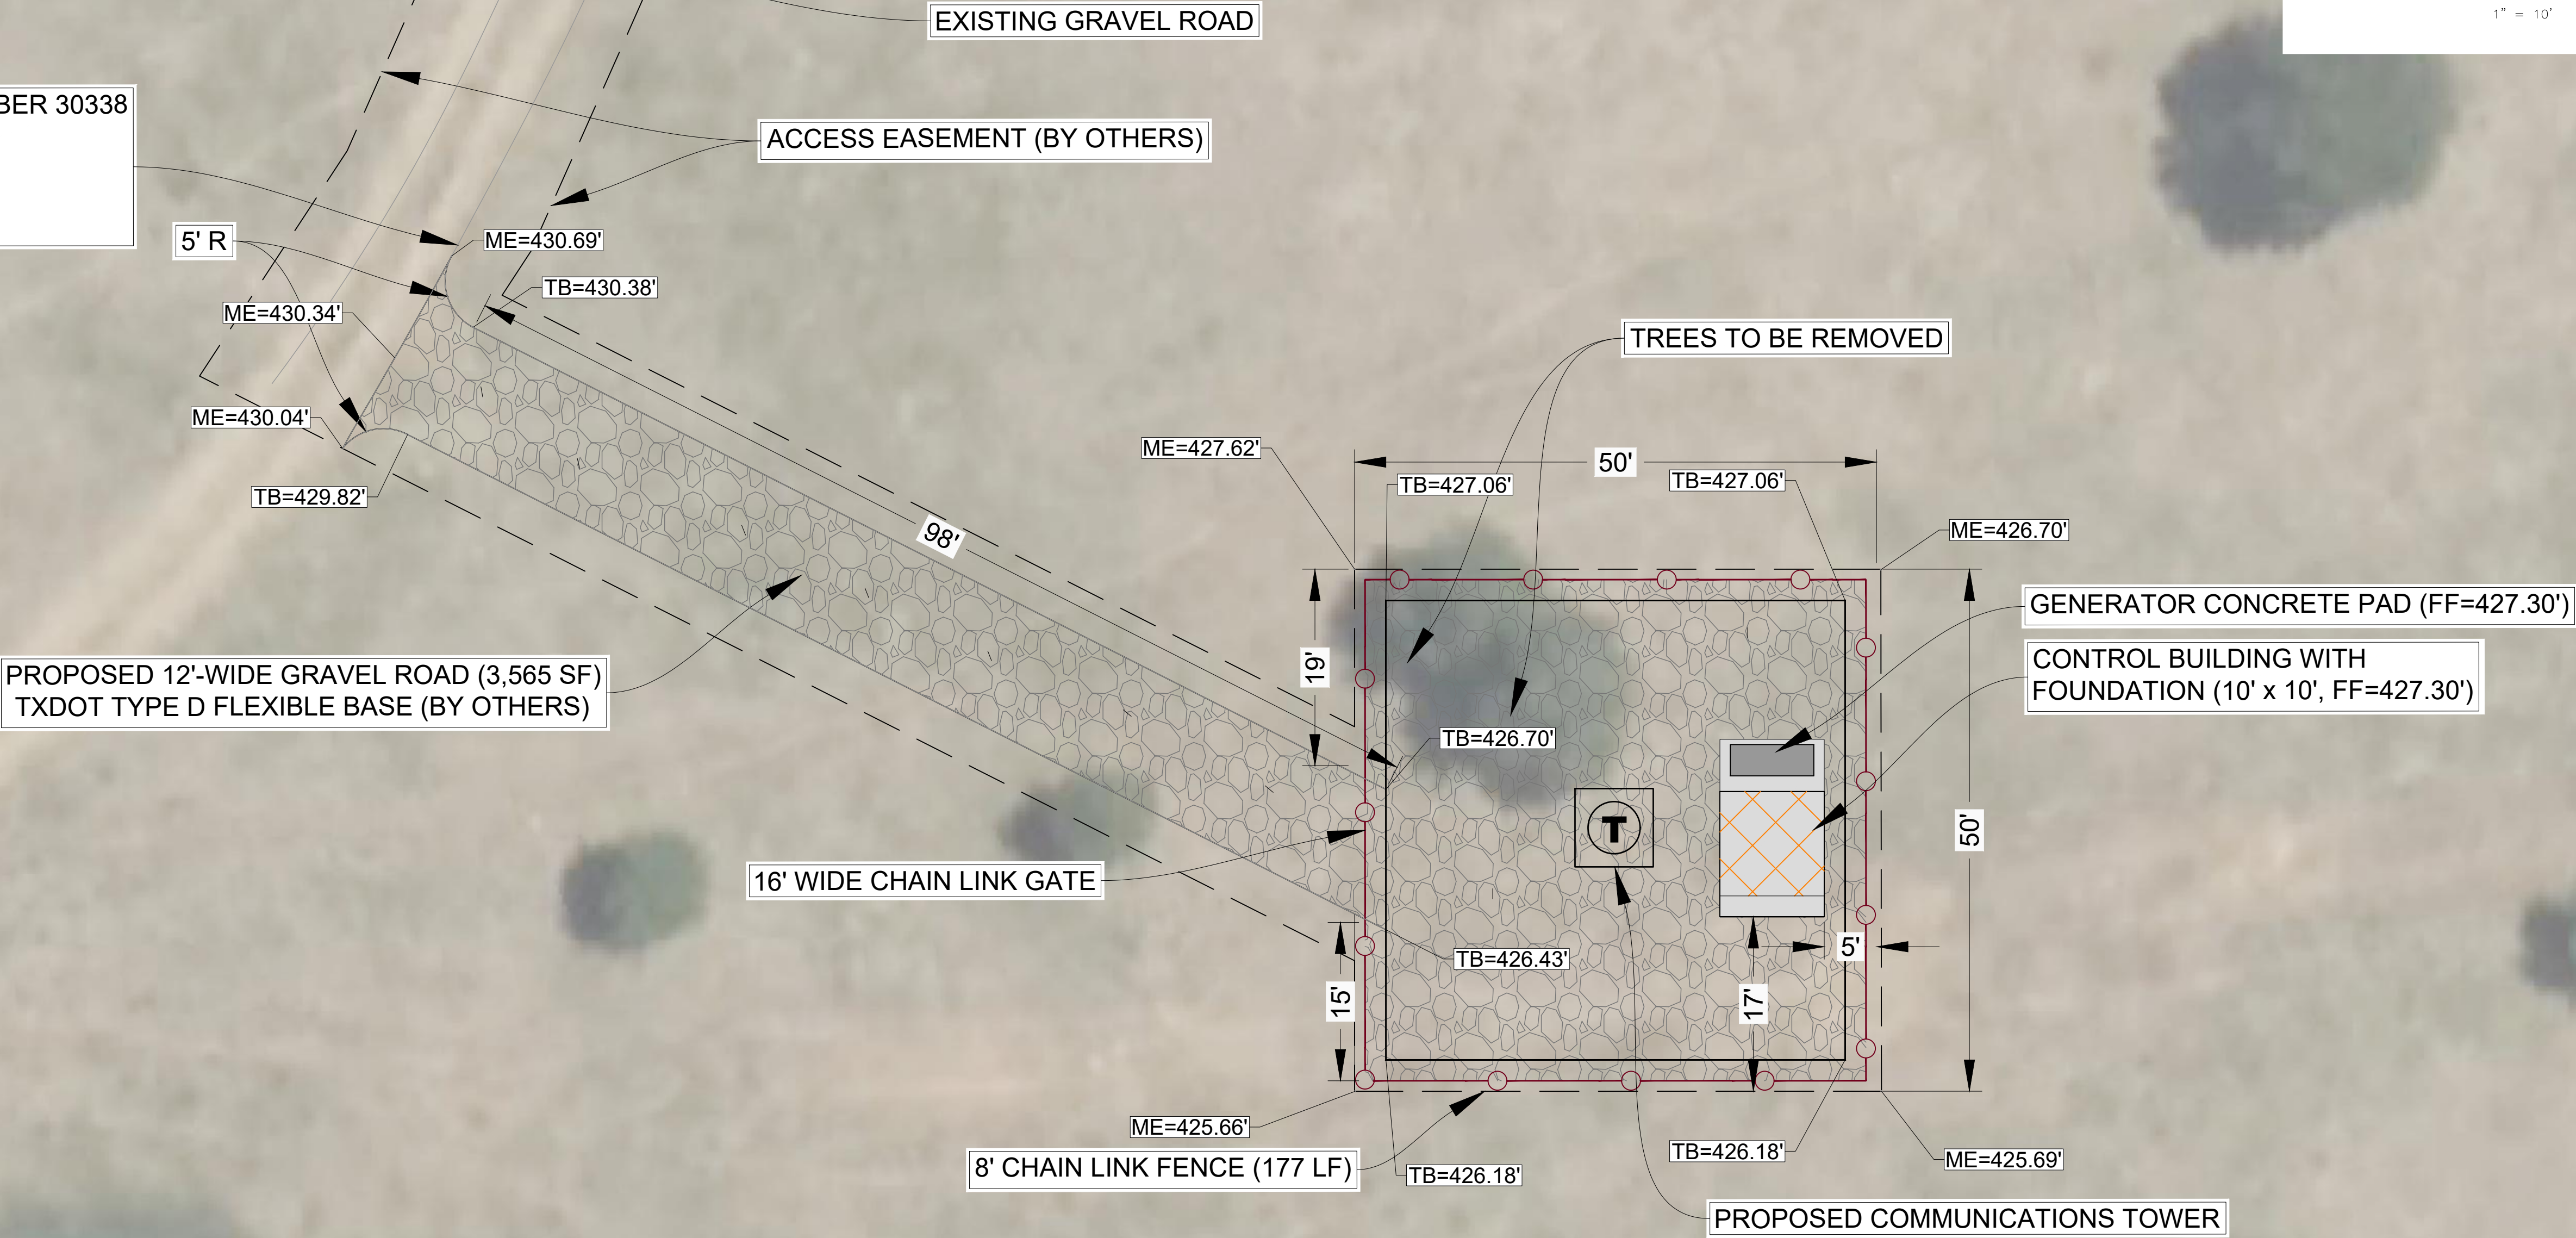 1" = 10'
EXISTING GRAVEL ROAD
BER 30338
ACCESS EASEMENT (BY OTHERS)
5' R
ME=430.69'
TB=430.38'
ME=430.34'
ME=430.04'
TB=429.82'
98'
TREES TO BE REMOVED
ME=427.62'
50'
TB=427.06'
TB=427.06'
ME=426.70'
GENERATOR CONCRETE PAD (FF=427.30')
CONTROL BUILDING WITH
FOUNDATION (10' x 10', FF=427.30')
19'
PROPOSED 12'-WIDE GRAVEL ROAD (3,565 SF)
TXDOT TYPE D FLEXIBLE BASE (BY OTHERS)
TB=426.70'
T
50'
16' WIDE CHAIN LINK GATE
5'
TB=426.43'
15'
17'
ME=425.66'
8' CHAIN LINK FENCE (177 LF)
TB=426.18'
TB=426.18'
ME=425.69'
PROPOSED COMMUNICATIONS TOWER